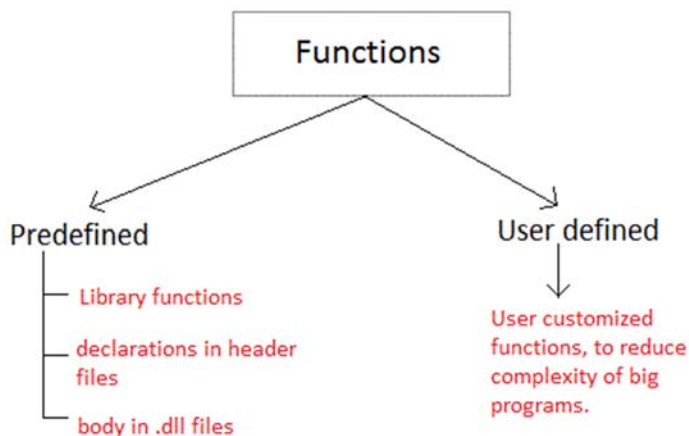 Functions
Predefined
User defined
Library functions
declarations in header
files
body in .dll files
User customized
functions, to reduce
complexity of big
programs.